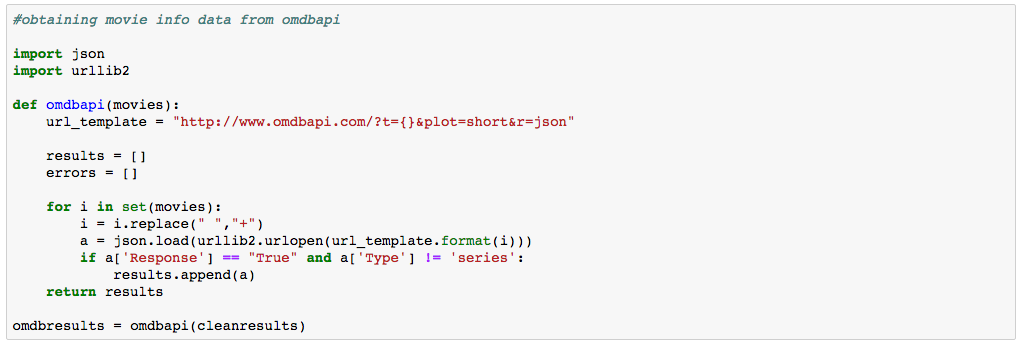 #obtaining movie info data from omdbapi
import json
import urllib2
def omdbapi(movies):
url_template = "http://www.omdbapi.com/?t={}&plot=short&r=json"
results = []
errors = []
for i in set(movies):
i = i.replace(" ","+")
a = json.load(urllib2.urlopen(url_template.format(i)))
if a['Response'] == "True" and a['Type'] != 'series':
results.append(a)
return results
omdbresults = omdbapi(cleanresults)